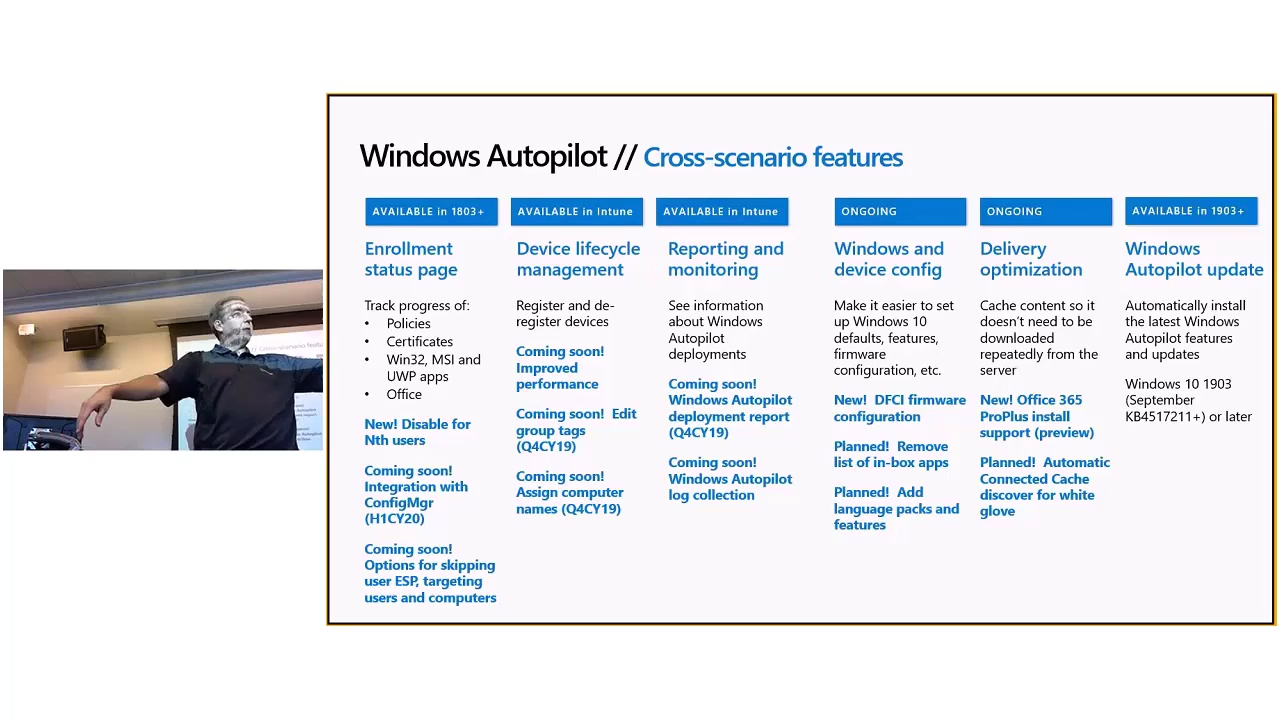 Windows Autopilot // Cross-scenario features
AVAILABLE in 1803+
Enrollment
status page
Track progress of:
• Policies
• Certificates
• Win32, MSI and
UWP apps
• Office
New! Disable for
Nth users
Coming soon!
Integration with
ConfigMgr
(H1CY20)
Coming soon!
Options for skipping
user ESP, targeting
users and computers
AVAILABLE in Intune
Device lifecycle
management
Register and de-
register devices
Coming soon!
Improved
performance
Coming soon! Edit
group tags
(Q4CY19)
Coming soon!
Assign computer
names (Q4CY19)
AVAILABLE in Intune
Reporting and
monitoring
See information
about Windows
Autopilot
deployments
Coming soon!
Windows Autopilot
deployment report
(Q4CY19)
Coming soon!
Windows Autopilot
log collection
ONGOING
Windows and
device config
Make it easier to set
up Windows 10
defaults, features,
firmware
configuration, etc.
New! DFCI firmware
configuration
Planned! Remove
list of in-box apps
Planned! Add
language packs and
features
ONGOING
Delivery
optimization
Cache content so it
doesn't need to be
downloaded
repeatedly from the
server
New! Office 365
ProPlus install
support (preview)
Planned! Automatic
Connected Cache
discover for white
glove
AVAILABLE in 1903+
Windows
Autopilot update
Automatically install
the latest Windows
Autopilot features
and updates
Windows 10 1903
(September
KB4517211+) or later